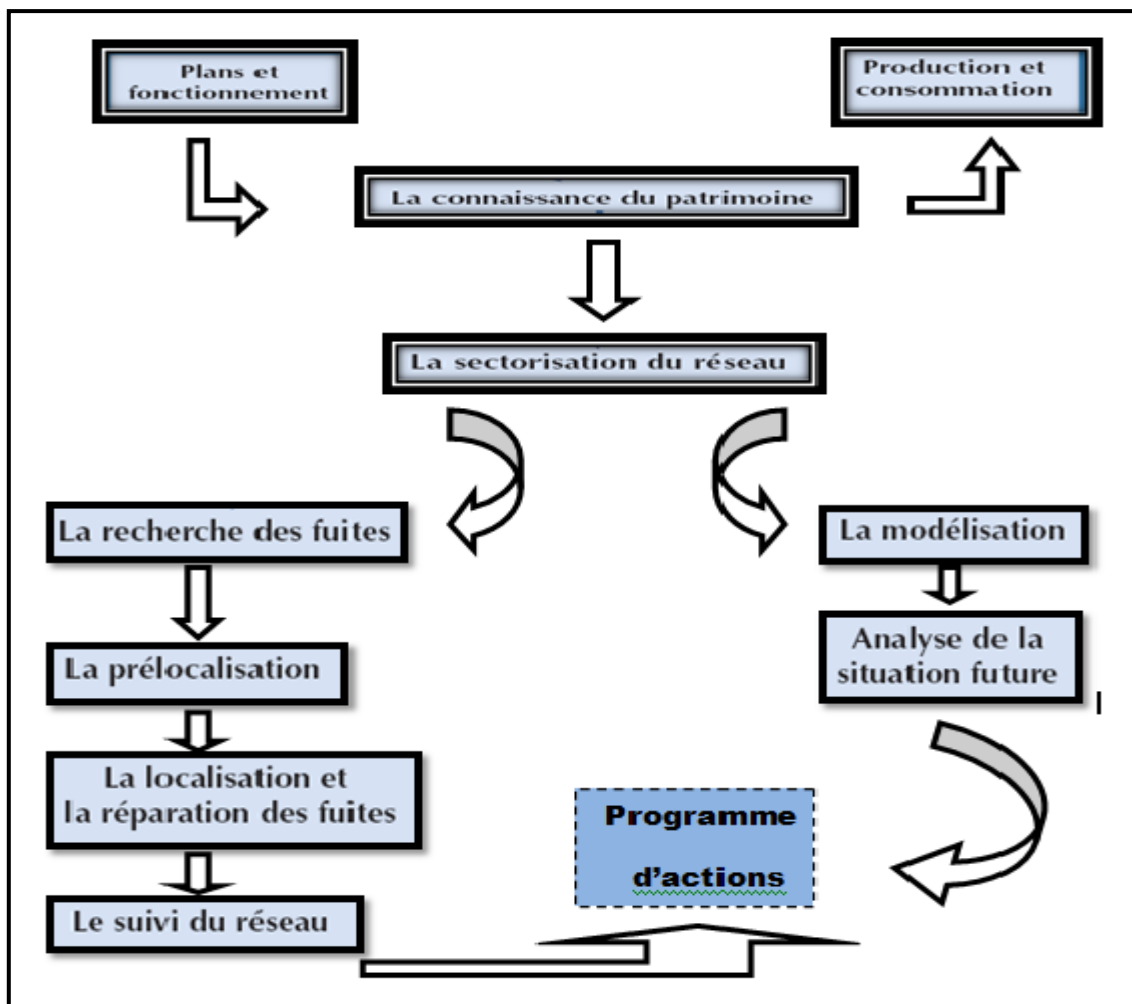 Plans et
fonctionnement
Production et
consommation
La connaissance du patrimoine
La sectorisation du réseau
La recherche des fuites
La prélocalisation
La localisation et
la réparation des fuites
Le suivi du réseau
La modélisation
Analyse de la
situation future
Programme
d'actions